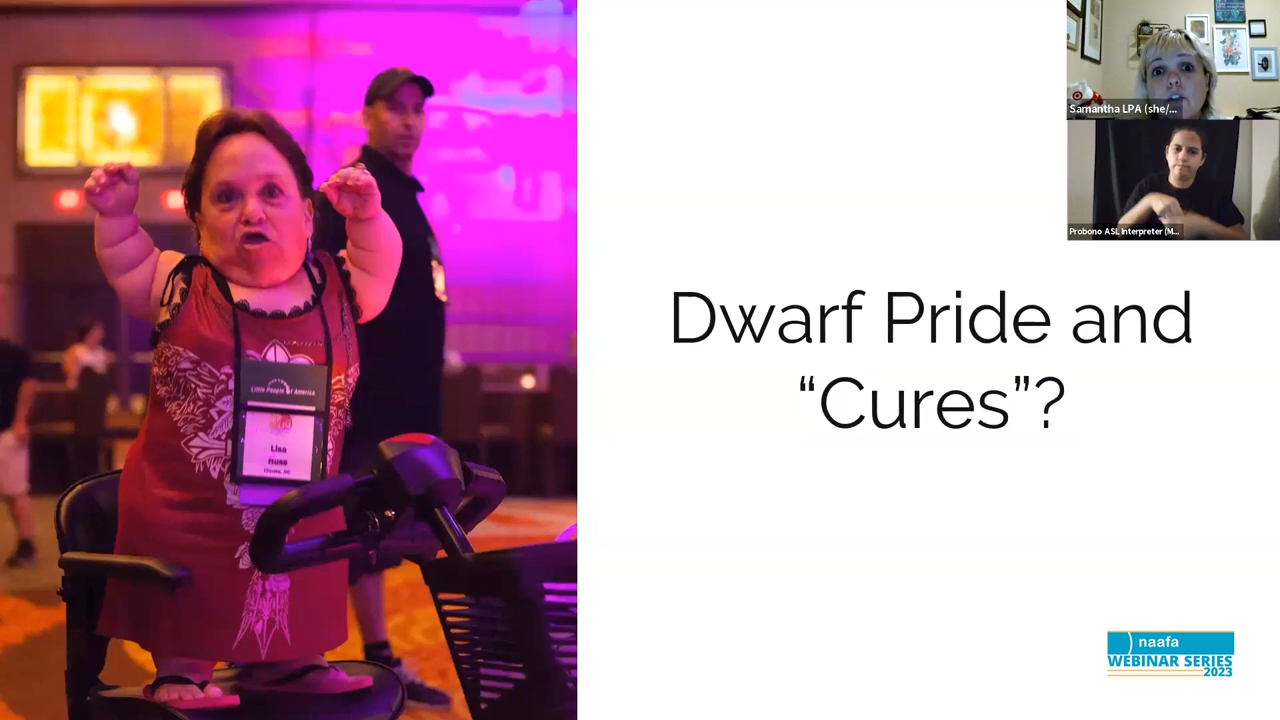 Samantha LPA (she/...
Probono ASL Interpreter (M...
Dwarf Pride and
“Cures”?
Little People of America
Lisa
naafa
WEBINAR SERIES
2023